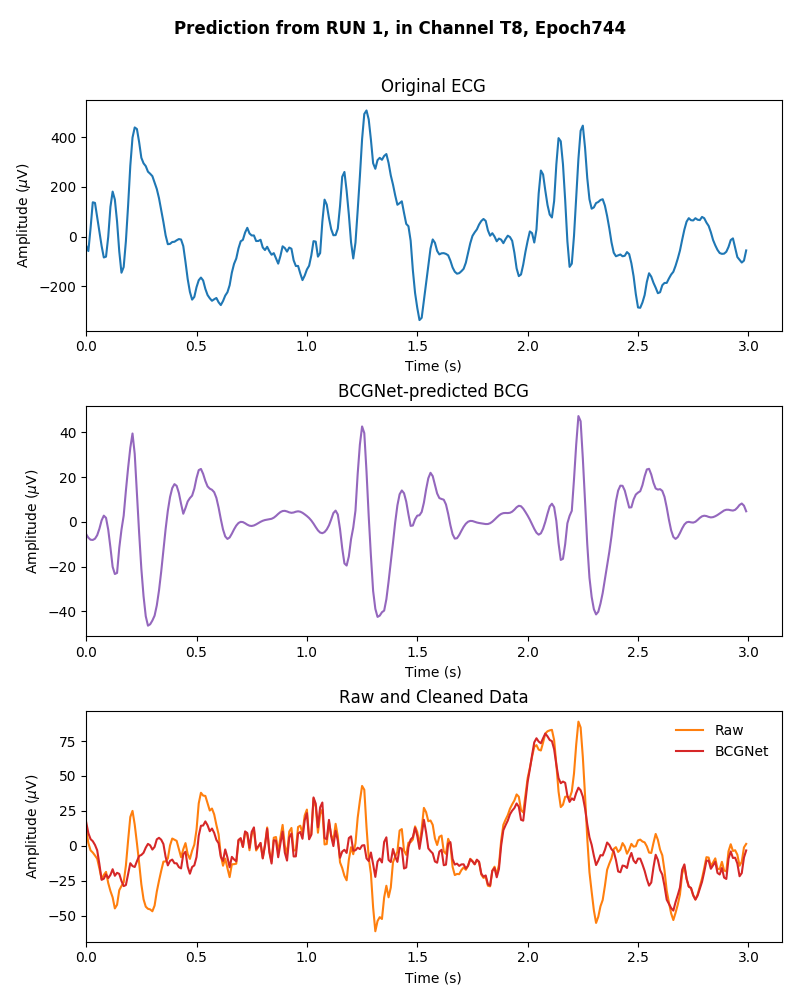 Prediction from RUN 1, in Channel T8, Epoch744
Original ECG
Amplitude (μV)
400
200
0
−200
0.0 0.5 1.0 1.5 2.0 2.5 3.0
Time (s)
BCGNet-predicted BCG
Amplitude (μV)
40
20
0
−20
−40
0.0 0.5 1.0 1.5 2.0 2.5 3.0
Time (s)
Raw and Cleaned Data
Amplitude (μV)
75
50
25
0
−25
−50
Raw
BCGNet
0.0 0.5 1.0 1.5 2.0 2.5 3.0
Time (s)